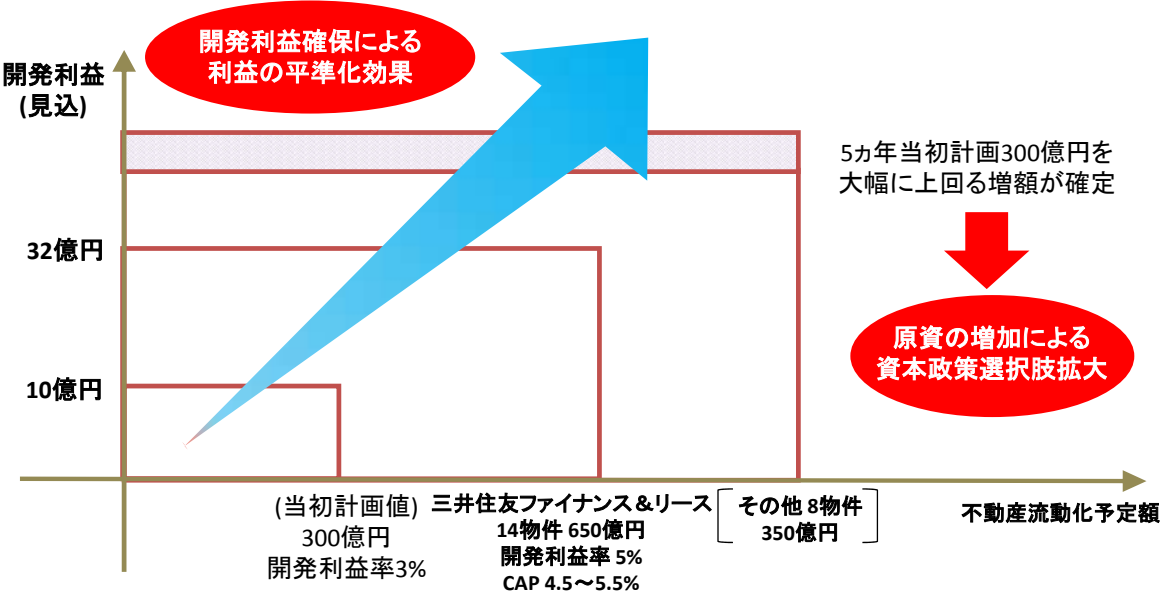 開発利益確保による
利益の平準化効果
開発利益
(見込)
5ヵ年当初計画300億円を
大幅に上回る増額が確定
32億円
原資の増加による
資本政策選択肢拡大
10億円
(当初計画値)
300億円
開発利益率3%
三井住友ファイナンス&リース
14物件 650億円
開発利益率 5%
CAP 4.5～5.5%
その他 8物件
350億円
不動産流動化予定額